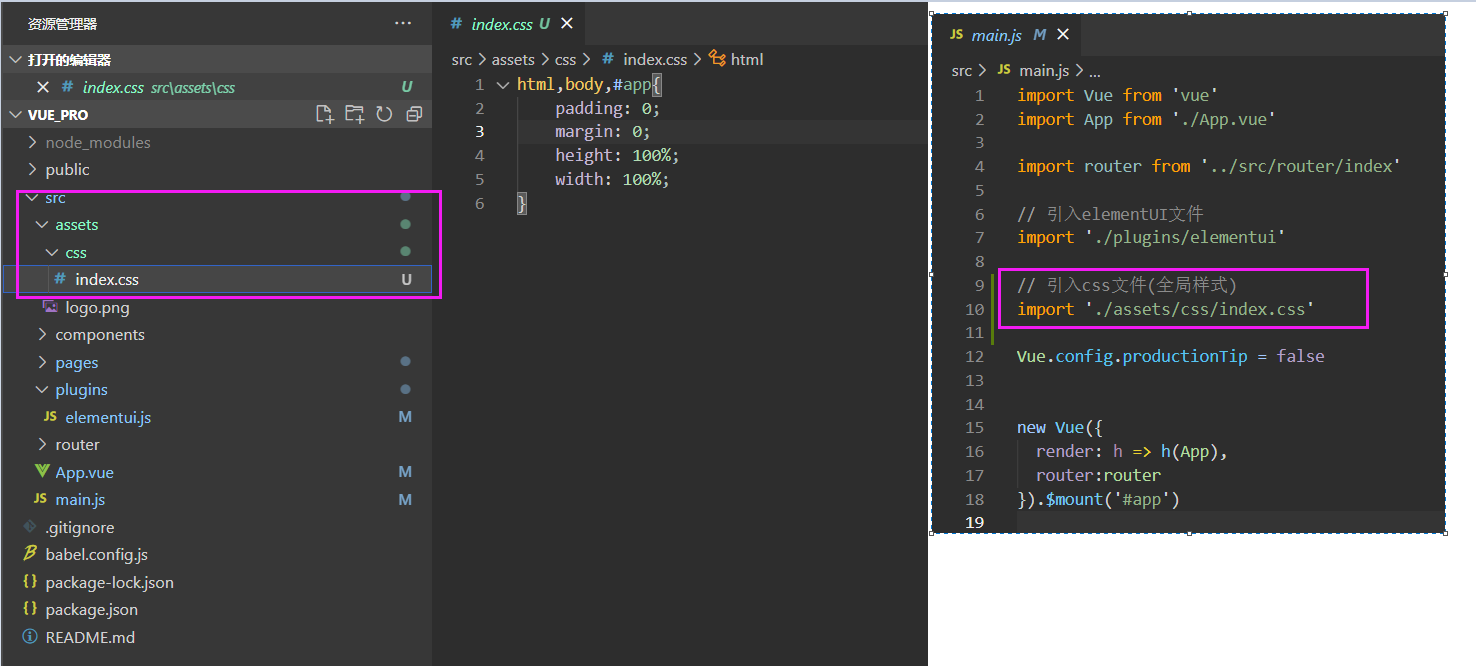 资源管理器
...
打开的编辑器
index.css src\assets\css U
VUE_PRO
node_modules
public
src
assets
css
# index.css U
logo.png
components
pages
plugins
JS elementui.js M
router
App.vue M
JS main.js M
.gitignore
babel.config.js
{} package-lock.json
{} package.json
README.md
# index.css U
src > assets > css > # index.css > html
1 html,body,#app{
2 padding: 0;
3 margin: 0;
4 height: 100%;
5 width: 100%;
6 }
JS main.js M
src > JS main.js > ...
1 import Vue from 'vue'
2 import App from './App.vue'
3
4 import router from '../src/router/index'
5
6 // 引入elementUI文件
7 import './plugins/elementui'
8
9 // 引入css文件(全局样式)
10 import './assets/css/index.css'
11
12 Vue.config.productionTip = false
13
14
15 new Vue({
16 render: h => h(App),
17 router:router
18 }).$mount('#app')
19